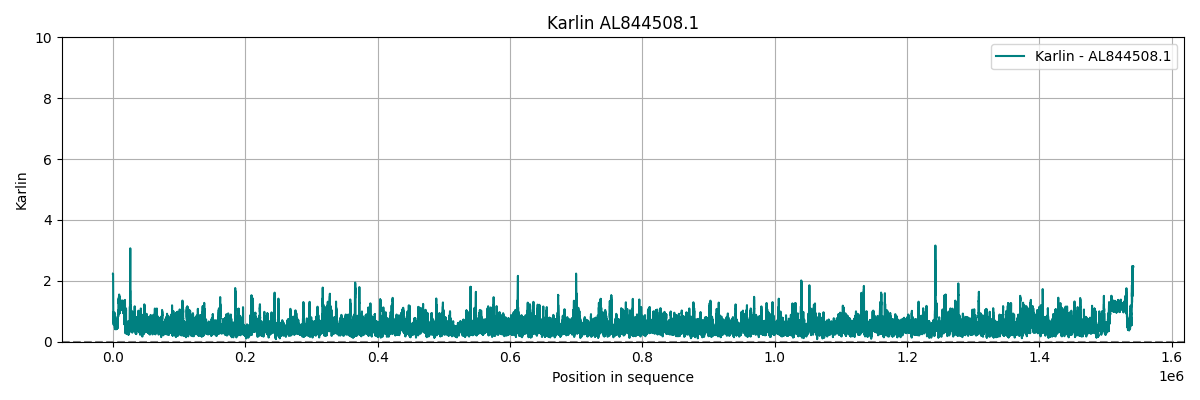 Karlin AL844508.1
Karlin - AL844508.1
Karlin
10
8
6
4
2
0
0.0 0.2 0.4 0.6 0.8 1.0 1.2 1.4 1.6
1e6
Position in sequence